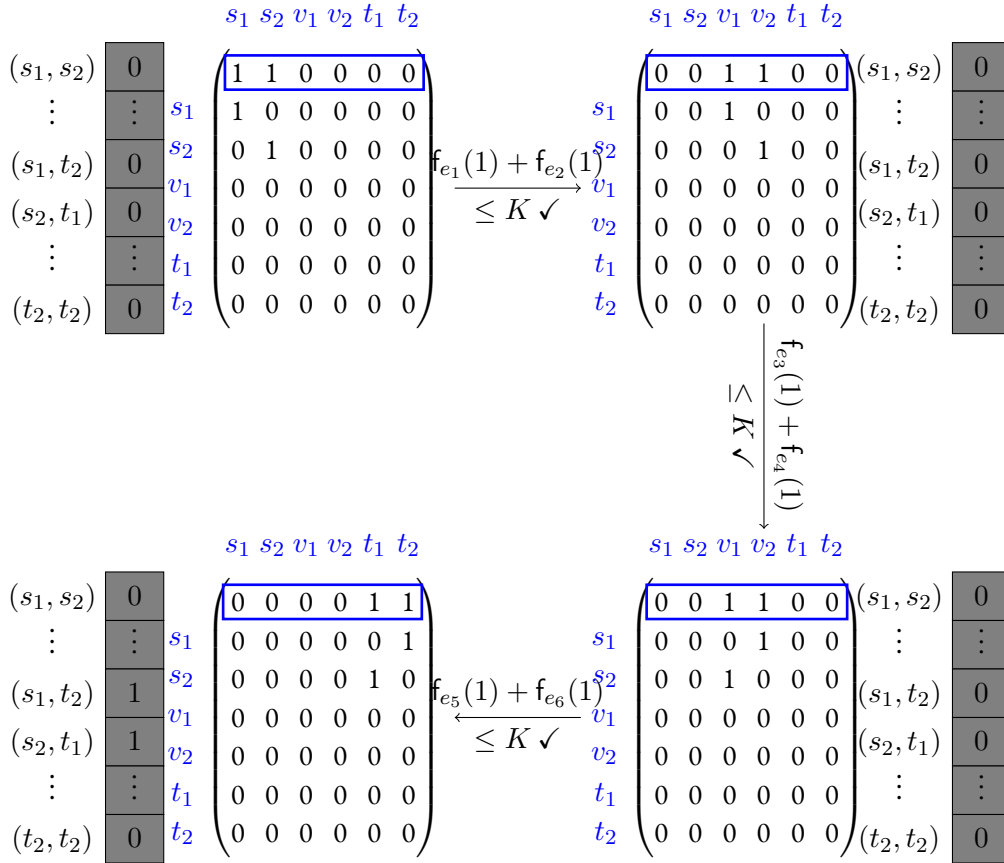 s₁ s₂ v₁ v₂ t₁ t₂
(s₁, s₂) 0
⋮ ⋮
(s₁, t₂) 0
(s₂, t₁) 0
⋮ ⋮
(t₂, t₂) 0
1 1 0 0 0 0
s₁ 1 0 0 0 0 0
s₂ 0 1 0 0 0 0
v₁ 0 0 0 0 0 0
v₂ 0 0 0 0 0 0
t₁ 0 0 0 0 0 0
t₂ 0 0 0 0 0 0
f_{e₁}(1) + f_{e₂}(1)
≤ K ✓
s₁ s₂ v₁ v₂ t₁ t₂
0 0 1 1 0 0
s₁ 0 0 1 0 0 0
s₂ 0 0 0 1 0 0
v₁ 0 0 0 0 0 0
v₂ 0 0 0 0 0 0
t₁ 0 0 0 0 0 0
t₂ 0 0 0 0 0 0
(s₁, s₂) 0
⋮ ⋮
(s₁, t₂) 0
(s₂, t₁) 0
⋮ ⋮
(t₂, t₂) 0
f_{e₃}(1) + f_{e₄}(1)
≤ K ✓
s₁ s₂ v₁ v₂ t₁ t₂
(s₁, s₂) 0
⋮ ⋮
(s₁, t₂) 1
(s₂, t₁) 1
⋮ ⋮
(t₂, t₂) 0
0 0 0 0 1 1
s₁ 0 0 0 0 0 1
s₂ 0 0 0 0 1 0
v₁ 0 0 0 0 0 0
v₂ 0 0 0 0 0 0
t₁ 0 0 0 0 0 0
t₂ 0 0 0 0 0 0
f_{e₅}(1) + f_{e₆}(1)
≤ K ✓
s₁ s₂ v₁ v₂ t₁ t₂
0 0 1 1 0 0
s₁ 0 0 0 1 0 0
s₂ 0 0 1 0 0 0
v₁ 0 0 0 0 0 0
v₂ 0 0 0 0 0 0
t₁ 0 0 0 0 0 0
t₂ 0 0 0 0 0 0
(s₁, s₂) 0
⋮ ⋮
(s₁, t₂) 0
(s₂, t₁) 0
⋮ ⋮
(t₂, t₂) 0